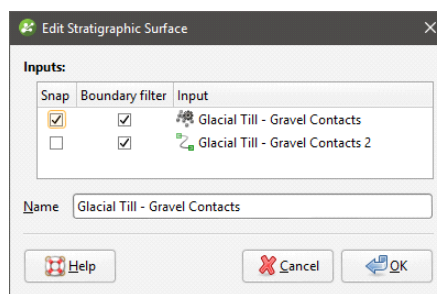 Edit Stratigraphic Surface
Inputs:
Snap Boundary filter Input
Glacial Till - Gravel Contacts
Glacial Till - Gravel Contacts 2
Name Glacial Till - Gravel Contacts
Help Cancel OK